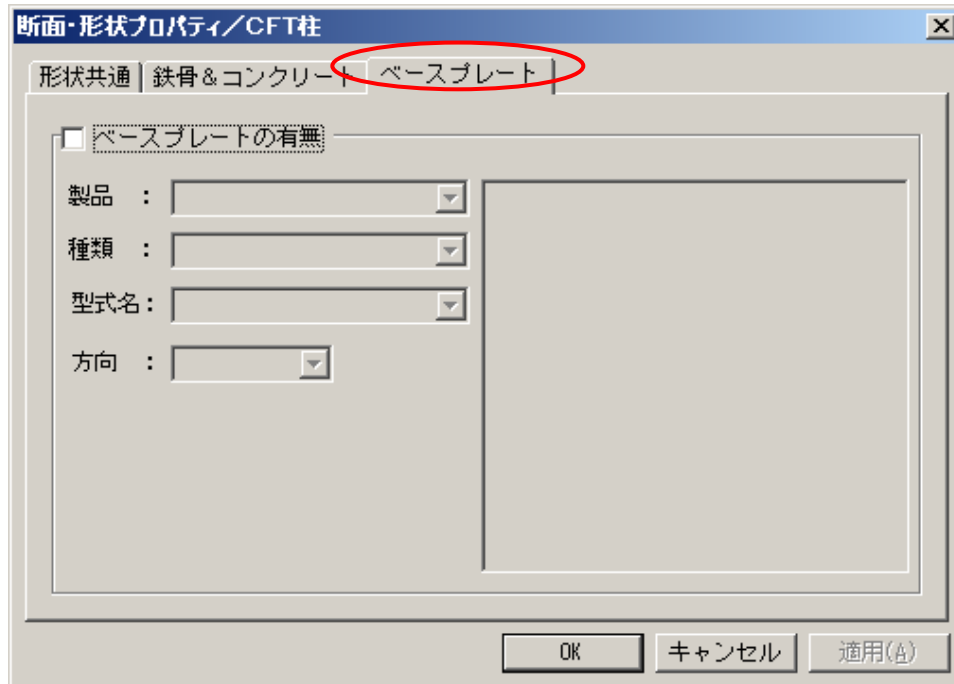 断面・形状プロパティ／CFT柱
形状共通 鉄骨＆コンクリート ベースプレート
ベースプレートの有無
製品 ：
種類 ：
型式名：
方向 ：
OK キャンセル 適用(A)